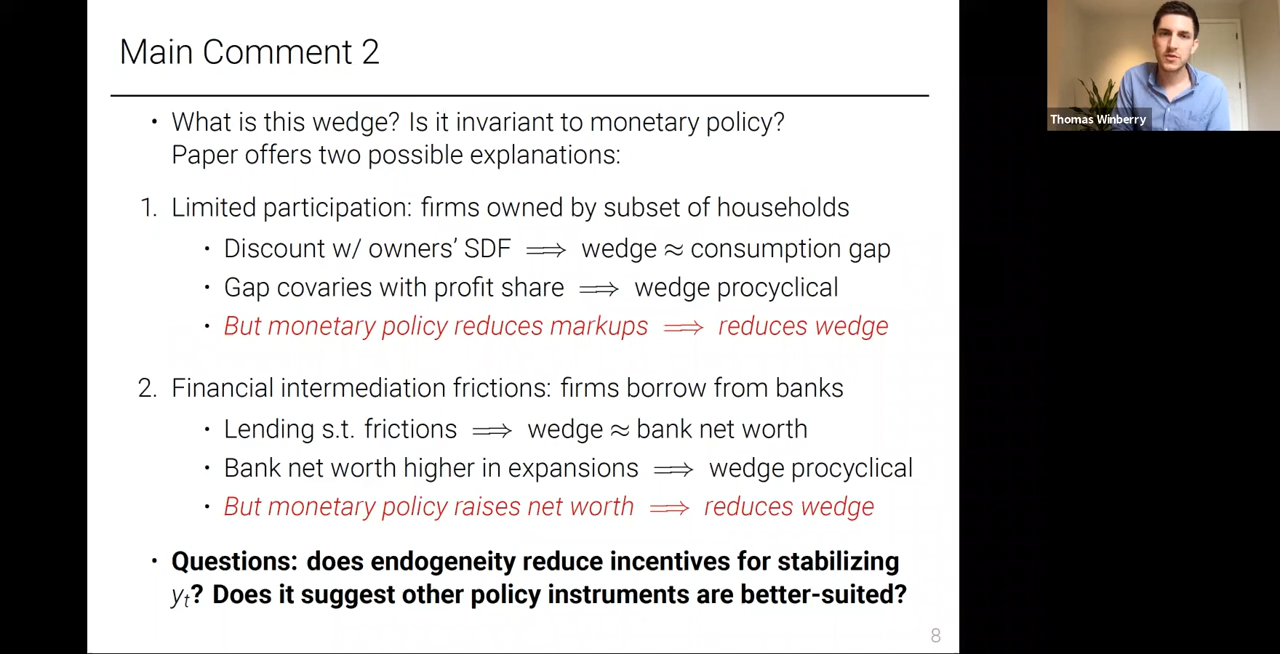 Main Comment 2
• What is this wedge? Is it invariant to monetary policy?
Paper offers two possible explanations:
1. Limited participation: firms owned by subset of households
• Discount w/ owners' SDF ⟹ wedge ≈ consumption gap
• Gap covaries with profit share ⟹ wedge procyclical
• But monetary policy reduces markups ⟹ reduces wedge
2. Financial intermediation frictions: firms borrow from banks
• Lending s.t. frictions ⟹ wedge ≈ bank net worth
• Bank net worth higher in expansions ⟹ wedge procyclical
• But monetary policy raises net worth ⟹ reduces wedge
• Questions: does endogeneity reduce incentives for stabilizing
yₜ? Does it suggest other policy instruments are better-suited?
8
Thomas Winberry